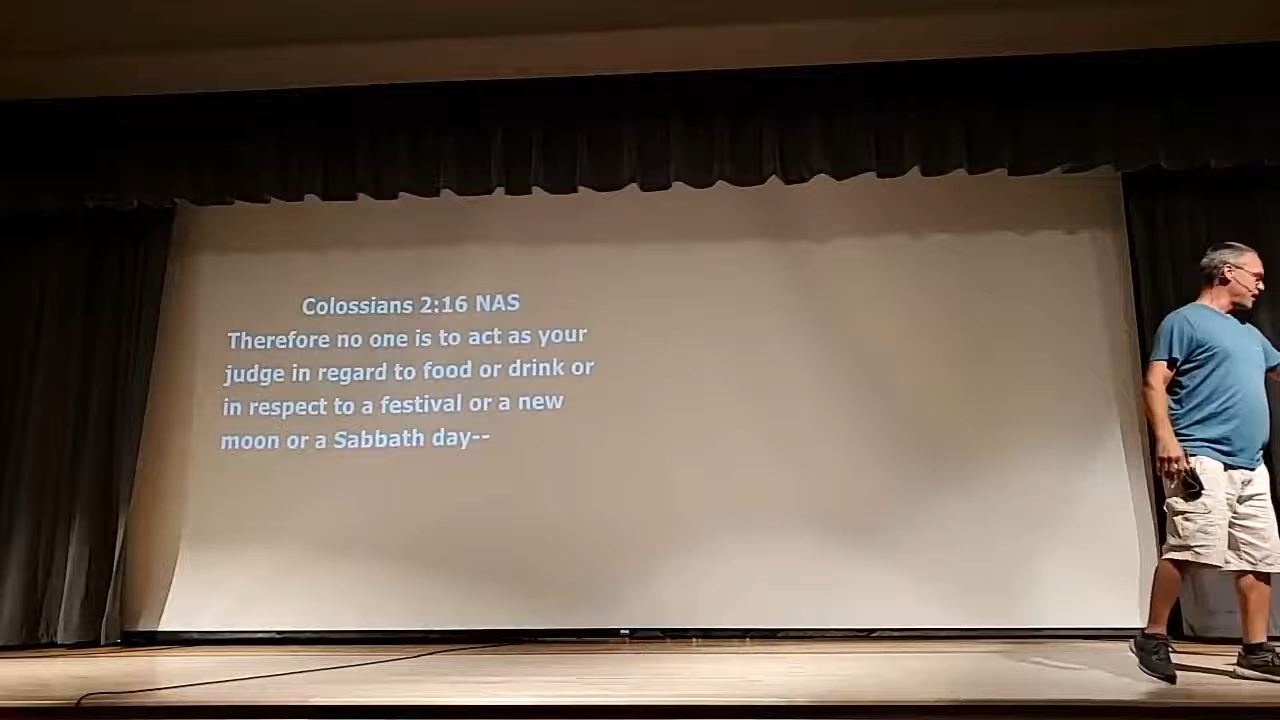 Colossians 2:16 NAS
Therefore no one is to act as your
judge in regard to food or drink or
in respect to a festival or a new
moon or a Sabbath day--